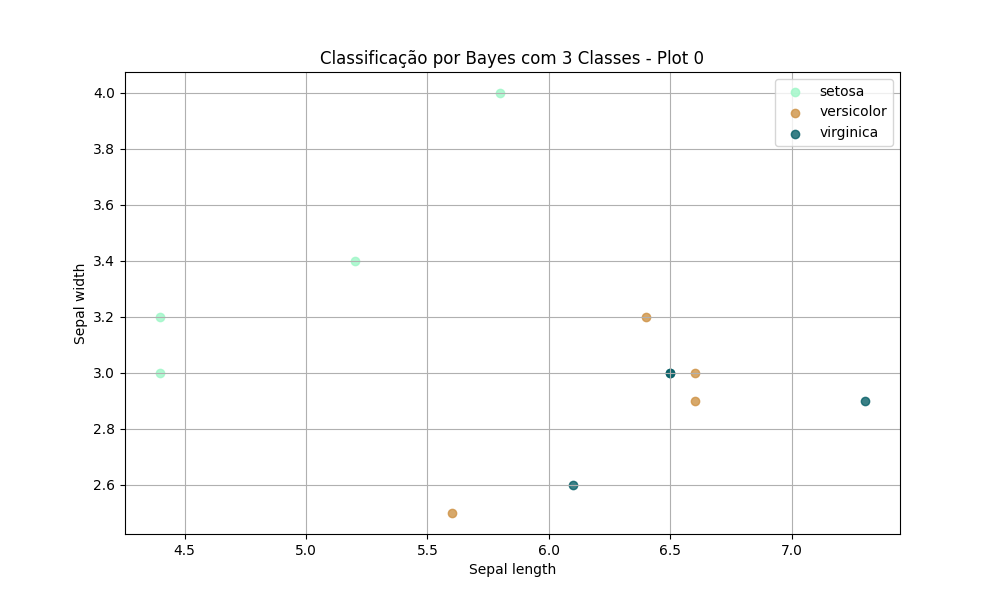 Classificação por Bayes com 3 Classes - Plot 0
setosa
versicolor
virginica
Sepal width
4.0
3.8
3.6
3.4
3.2
3.0
2.8
2.6
4.5 5.0 5.5 6.0 6.5 7.0
Sepal length